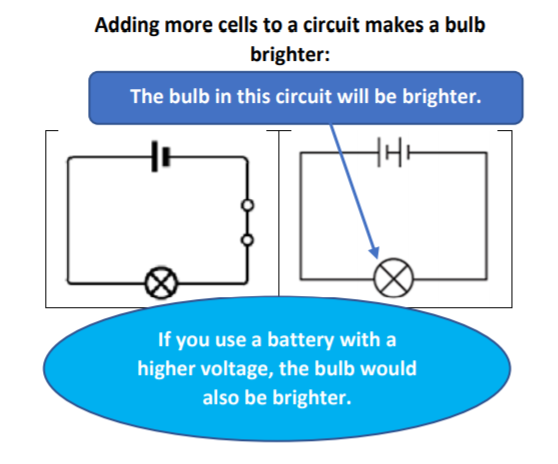 Adding more cells to a circuit makes a bulb
brighter:
The bulb in this circuit will be brighter.
If you use a battery with a
higher voltage, the bulb would
also be brighter.